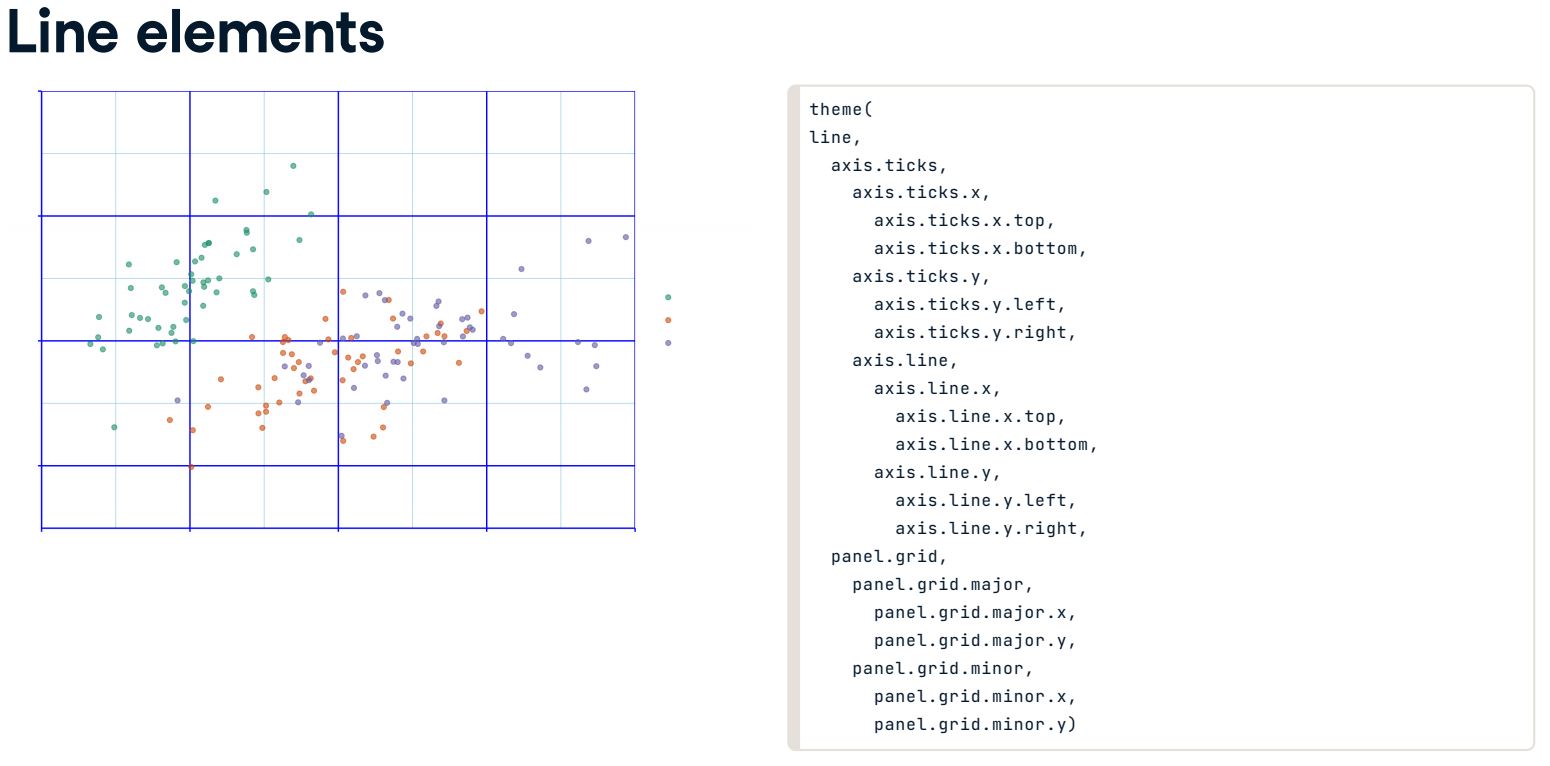 Line elements
theme(
line,
  axis.ticks,
    axis.ticks.x,
      axis.ticks.x.top,
      axis.ticks.x.bottom,
    axis.ticks.y,
      axis.ticks.y.left,
      axis.ticks.y.right,
    axis.line,
      axis.line.x,
        axis.line.x.top,
        axis.line.x.bottom,
      axis.line.y,
        axis.line.y.left,
        axis.line.y.right,
  panel.grid,
    panel.grid.major,
      panel.grid.major.x,
      panel.grid.major.y,
    panel.grid.minor,
      panel.grid.minor.x,
      panel.grid.minor.y)